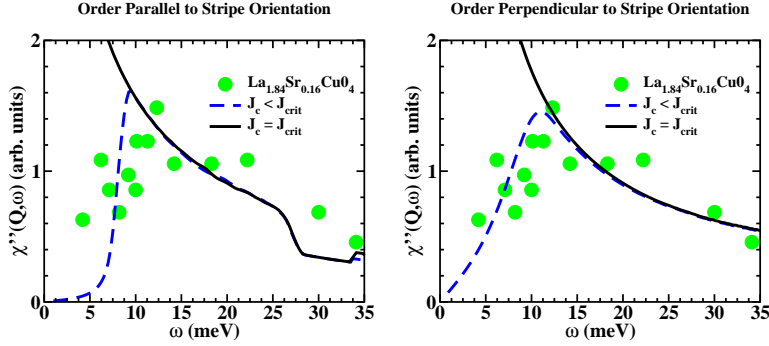 Order Parallel to Stripe Orientation
Order Perpendicular to Stripe Orientation
2
1
0
χ’’(Q,ω) (arb. units)
La1.84Sr0.16Cu04
Jc < Jcrit
Jc = Jcrit
0 5 10 15 20 25 30 35
ω (meV)
2
1
0
χ’’(Q,ω) (arb. units)
La1.84Sr0.16Cu04
Jc < Jcrit
Jc = Jcrit
0 5 10 15 20 25 30 35
ω (meV)